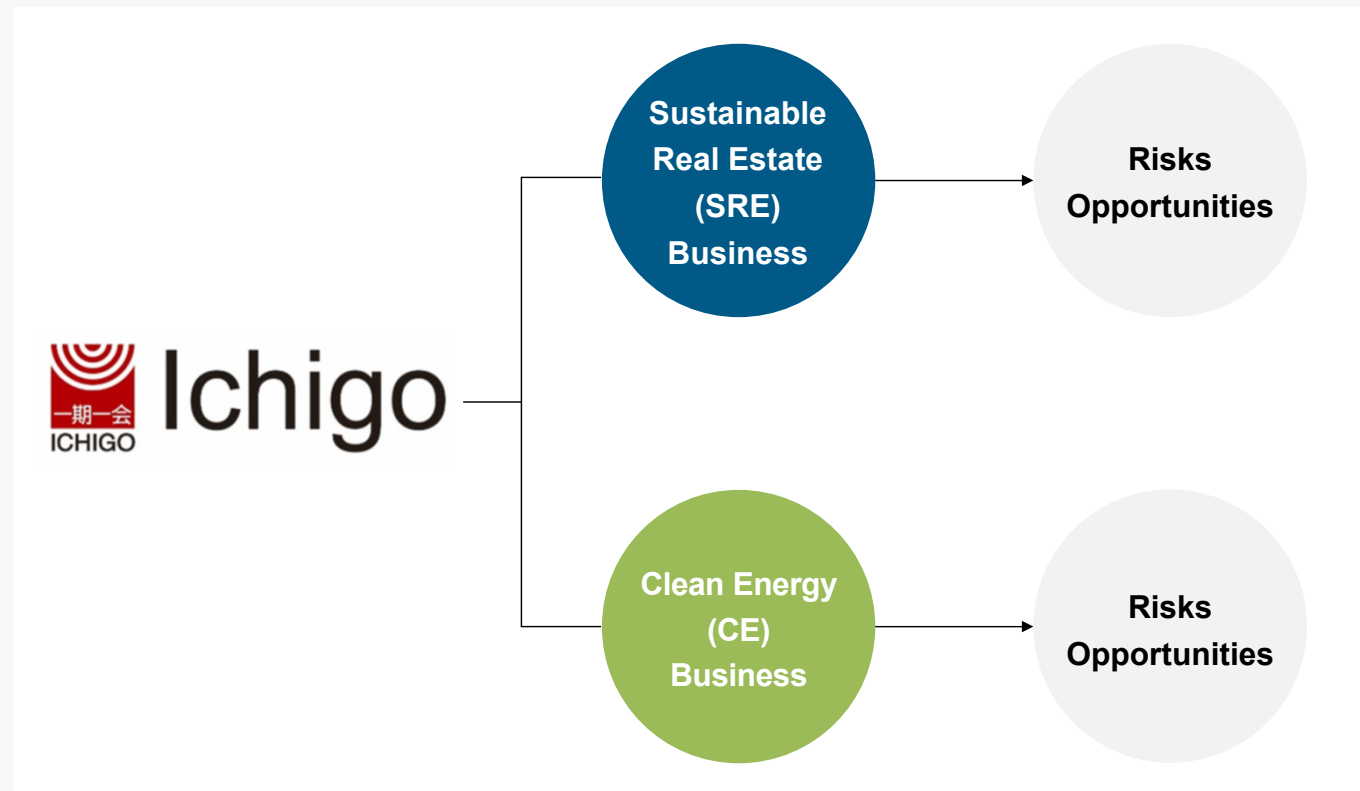 一期一会
ICHIGO
Ichigo
Sustainable
Real Estate
(SRE)
Business
Risks
Opportunities
Clean Energy
(CE)
Business
Risks
Opportunities